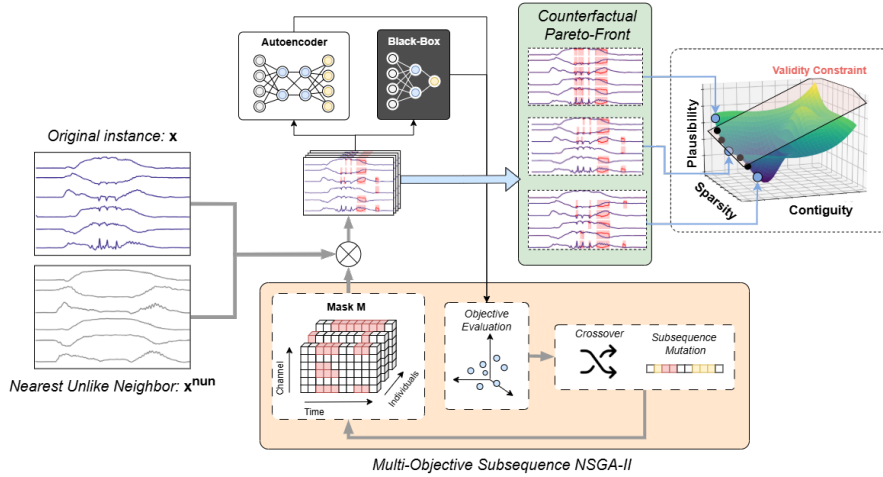 Counterfactual
Pareto-Front
Autoencoder
Black-Box
Validity Constraint
Original instance: x
Plausibility
Sparsity
Contiguity
Mask M
Channel
Time
Individuals
Objective
Evaluation
Crossover
Subsequence
Mutation
Nearest Unlike Neighbor: x^nun
Multi-Objective Subsequence NSGA-II